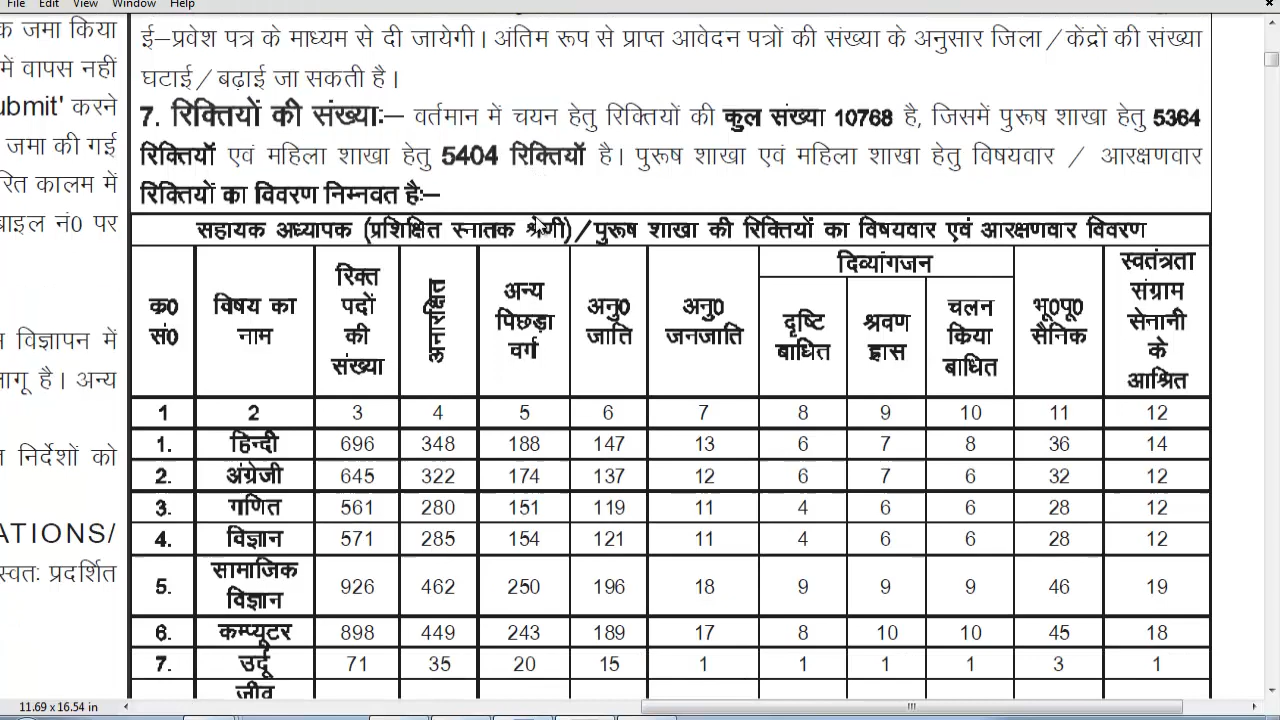 File Edit View Window Help
क जमा किया
में वापस नहीं
ubmit' करने
जमा की गई
रित कालम में
बाइल नं0 पर
विज्ञापन में
लागू है। अन्य
निर्देशों को
ATIONS/
स्वतः प्रदर्शित
ई–प्रवेश पत्र के माध्यम से दी जायेगी। अंतिम रूप से प्राप्त आवेदन पत्रों की संख्या के अनुसार जिला/केंद्रों की संख्या
घटाई/बढ़ाई जा सकती है।
7. रिक्तियों की संख्याः– वर्तमान में चयन हेतु रिक्तियों की कुल संख्या 10768 है, जिसमें पुरूष शाखा हेतु 5364
रिक्तियॉ एवं महिला शाखा हेतु 5404 रिक्तियॉ है। पुरूष शाखा एवं महिला शाखा हेतु विषयवार / आरक्षणवार
रिक्तियों का विवरण निम्नवत हैः–
सहायक अध्यापक (प्रशिक्षित स्नातक श्रेणी)/पुरूष शाखा की रिक्तियों का विषयवार एवं आरक्षणवार विवरण
क0 सं0 विषय का नाम रिक्त पदों की संख्या अनारक्षित अन्य पिछड़ा वर्ग अनु0 जाति अनु0 जनजाति दिव्यांगजन दृष्टि बाधित श्रवण ह्रास चलन किया बाधित भू0पू0 सैनिक स्वतंत्रता संग्राम सेनानी के आश्रित
1 2 3 4 5 6 7 8 9 10 11 12
1. हिन्दी 696 348 188 147 13 6 7 8 36 14
2. अंग्रेजी 645 322 174 137 12 6 7 6 32 12
3. गणित 561 280 151 119 11 4 6 6 28 12
4. विज्ञान 571 285 154 121 11 4 6 6 28 12
5. सामाजिक विज्ञान 926 462 250 196 18 9 9 9 46 19
6. कम्प्यूटर 898 449 243 189 17 8 10 10 45 18
7. उर्दू 71 35 20 15 1 1 1 1 3 1
जीव
11.69 x 16.54 in